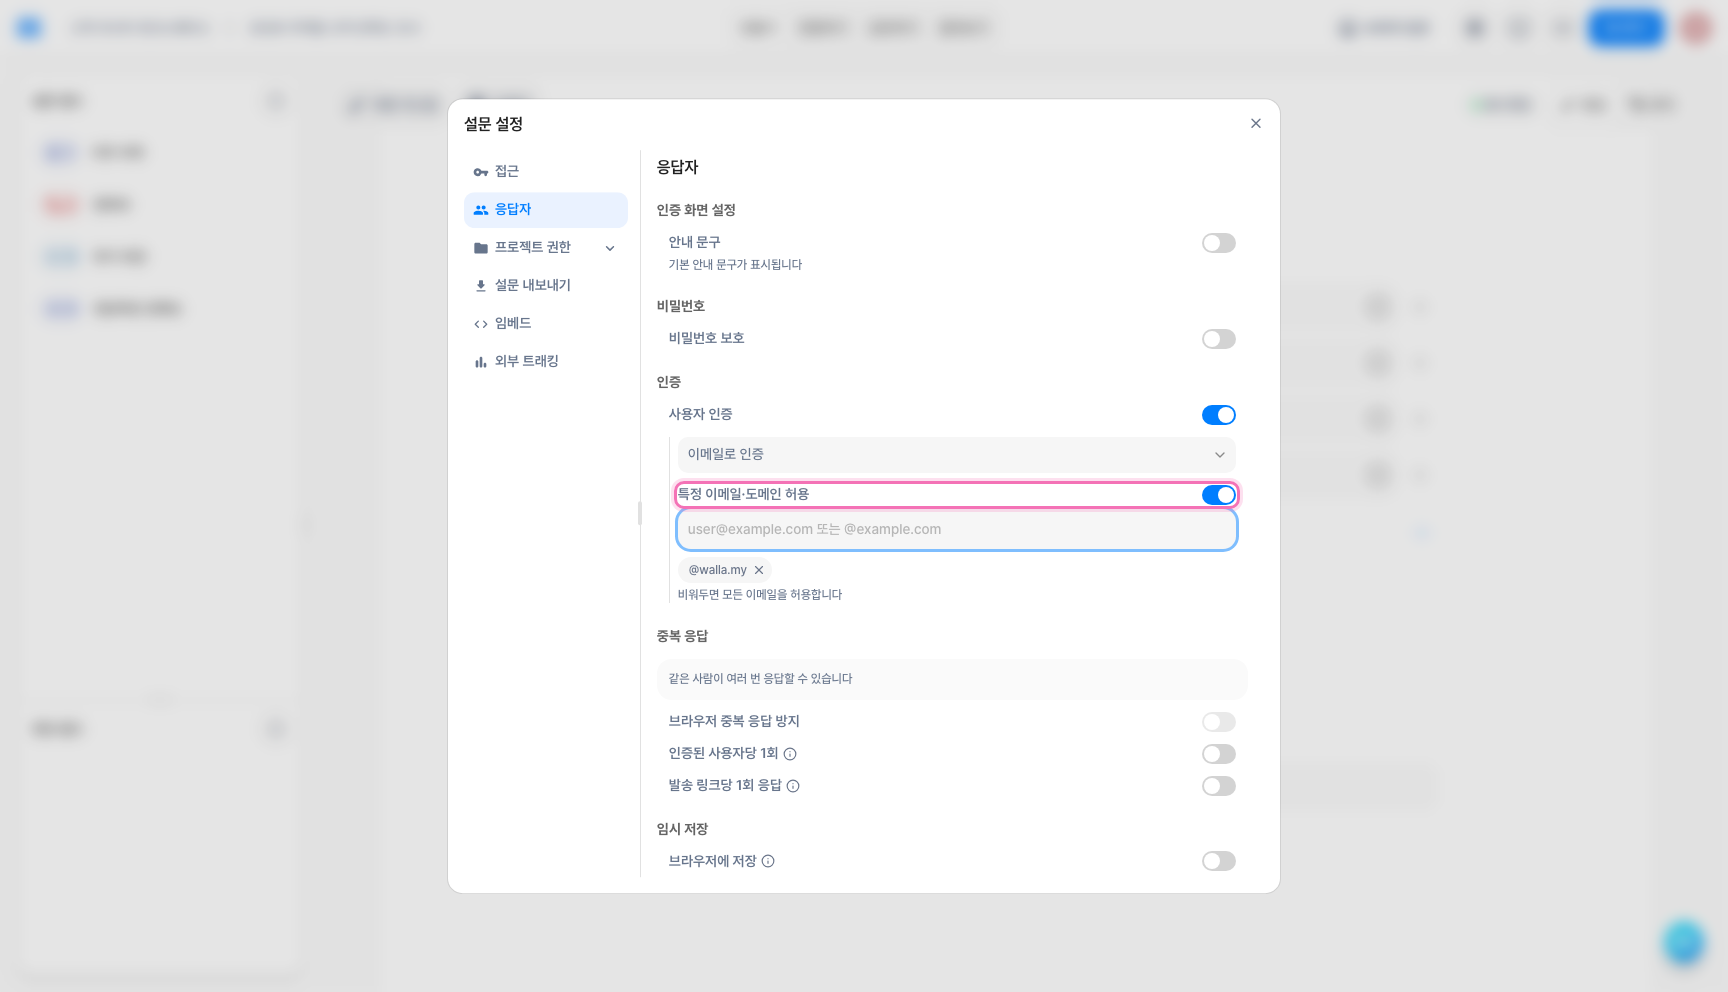 설문 설정
접근
응답자
프로젝트 권한
설문 내보내기
임베드
외부 트래킹
응답자
인증 화면 설정
안내 문구
기본 안내 문구가 표시됩니다
비밀번호
비밀번호 보호
인증
사용자 인증
이메일로 인증
특정 이메일·도메인 허용
user@example.com 또는 @example.com
@walla.my
비워두면 모든 이메일을 허용합니다
중복 응답
같은 사람이 여러 번 응답할 수 있습니다
브라우저 중복 응답 방지
인증된 사용자당 1회
발송 링크당 1회 응답
임시 저장
브라우저에 저장